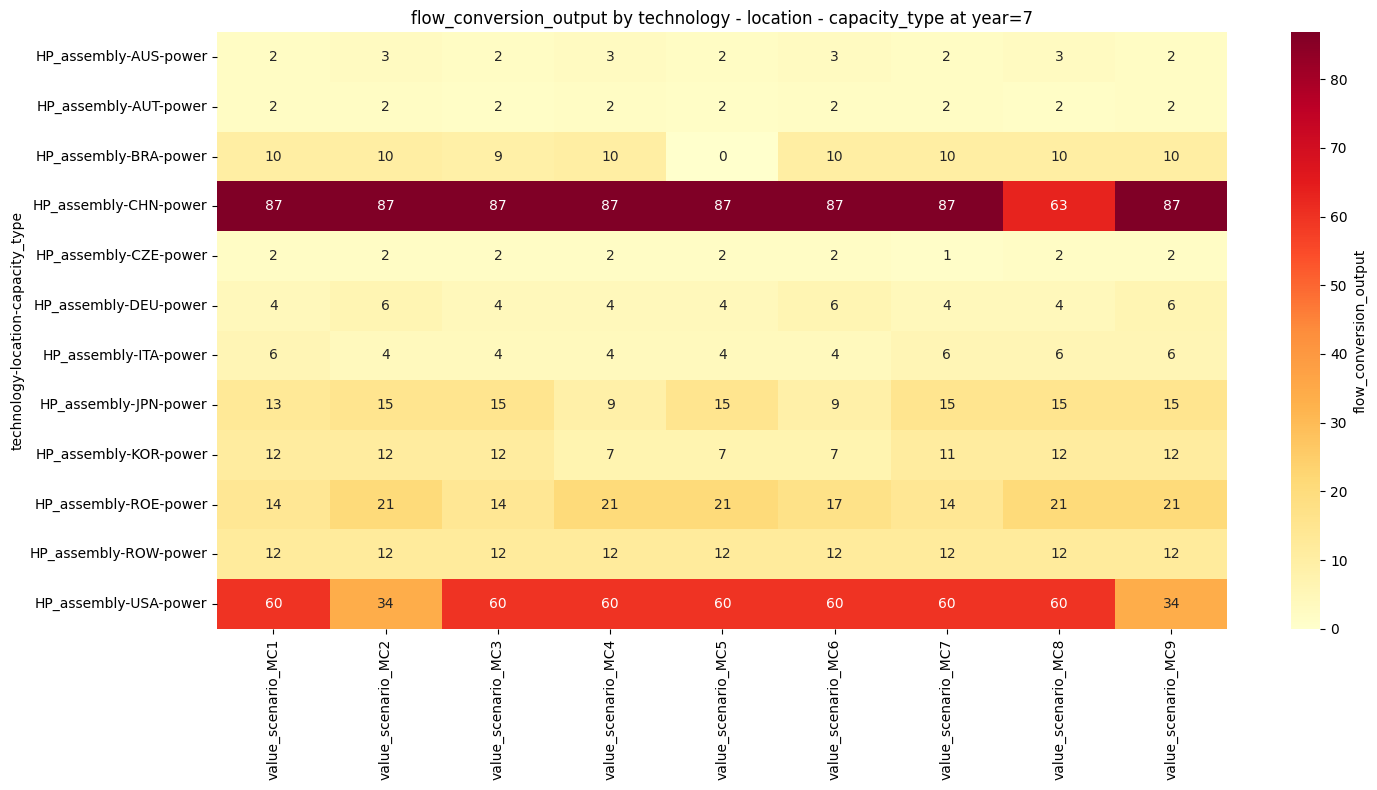 flow_conversion_output by technology - location - capacity_type at year=7
technology-location-capacity_type
HP_assembly-AUS-power 2 3 2 3 2 3 2 3 2
HP_assembly-AUT-power 2 2 2 2 2 2 2 2 2
HP_assembly-BRA-power 10 10 9 10 0 10 10 10 10
HP_assembly-CHN-power 87 87 87 87 87 87 87 63 87
HP_assembly-CZE-power 2 2 2 2 2 2 1 2 2
HP_assembly-DEU-power 4 6 4 4 4 6 4 4 6
HP_assembly-ITA-power 6 4 4 4 4 4 6 6 6
HP_assembly-JPN-power 13 15 15 9 15 9 15 15 15
HP_assembly-KOR-power 12 12 12 7 7 7 11 12 12
HP_assembly-ROE-power 14 21 14 21 21 17 14 21 21
HP_assembly-ROW-power 12 12 12 12 12 12 12 12 12
HP_assembly-USA-power 60 34 60 60 60 60 60 60 34
value_scenario_MC1
value_scenario_MC2
value_scenario_MC3
value_scenario_MC4
value_scenario_MC5
value_scenario_MC6
value_scenario_MC7
value_scenario_MC8
value_scenario_MC9
80
70
60
50
40
30
20
10
0
flow_conversion_output